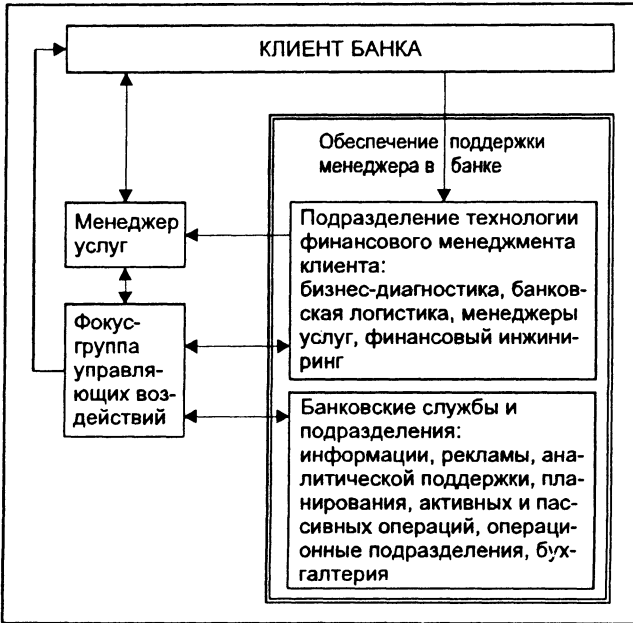 КЛИЕНТ БАНКА
Обеспечение поддержки
менеджера в банке
Менеджер
услуг
Подразделение технологии
финансового менеджмента
клиента:
бизнес-диагностика, банков-
ская логистика, менеджеры
услуг, финансовый инжини-
ринг
Фокус-
группа
управля-
ющих воз-
действий
Банковские службы и
подразделения:
информации, рекламы, ана-
литической поддержки, пла-
нирования, активных и пас-
сивных операций, операци-
онные подразделения, бух-
галтерия